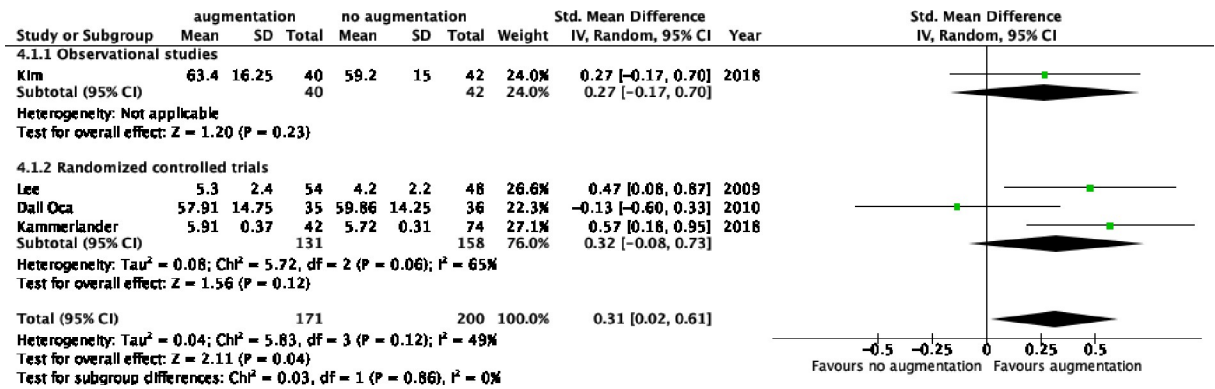 augmentation no augmentation Std. Mean Difference Std. Mean Difference
Study or Subgroup Mean SD Total Mean SD Total Weight IV, Random, 95% CI Year IV, Random, 95% CI
4.1.1 Observational studies
Kim 63.4 16.25 40 59.2 15 42 24.0% 0.27 [-0.17, 0.70] 2018
Subtotal (95% CI) 40 42 24.0% 0.27 [-0.17, 0.70]
Heterogeneity: Not applicable
Test for overall effect: Z = 1.20 (P = 0.23)
4.1.2 Randomized controlled trials
Lee 5.3 2.4 54 4.2 2.2 48 26.6% 0.47 [0.08, 0.87] 2009
Dall Oca 57.91 14.75 35 59.86 14.25 36 22.3% -0.13 [-0.60, 0.33] 2010
Kammerlander 5.91 0.37 42 5.72 0.31 74 27.1% 0.57 [0.18, 0.95] 2018
Subtotal (95% CI) 131 158 76.0% 0.32 [-0.08, 0.73]
Heterogeneity: Tau² = 0.08; Chi² = 5.72, df = 2 (P = 0.06); I² = 65%
Test for overall effect: Z = 1.56 (P = 0.12)
Total (95% CI) 171 200 100.0% 0.31 [0.02, 0.61]
Heterogeneity: Tau² = 0.04; Chi² = 5.83, df = 3 (P = 0.12); I² = 49%
Test for overall effect: Z = 2.11 (P = 0.04)
Test for subgroup differences: Chi² = 0.03, df = 1 (P = 0.86), I² = 0%
-0.5 -0.25 0 0.25 0.5
Favours no augmentation Favours augmentation